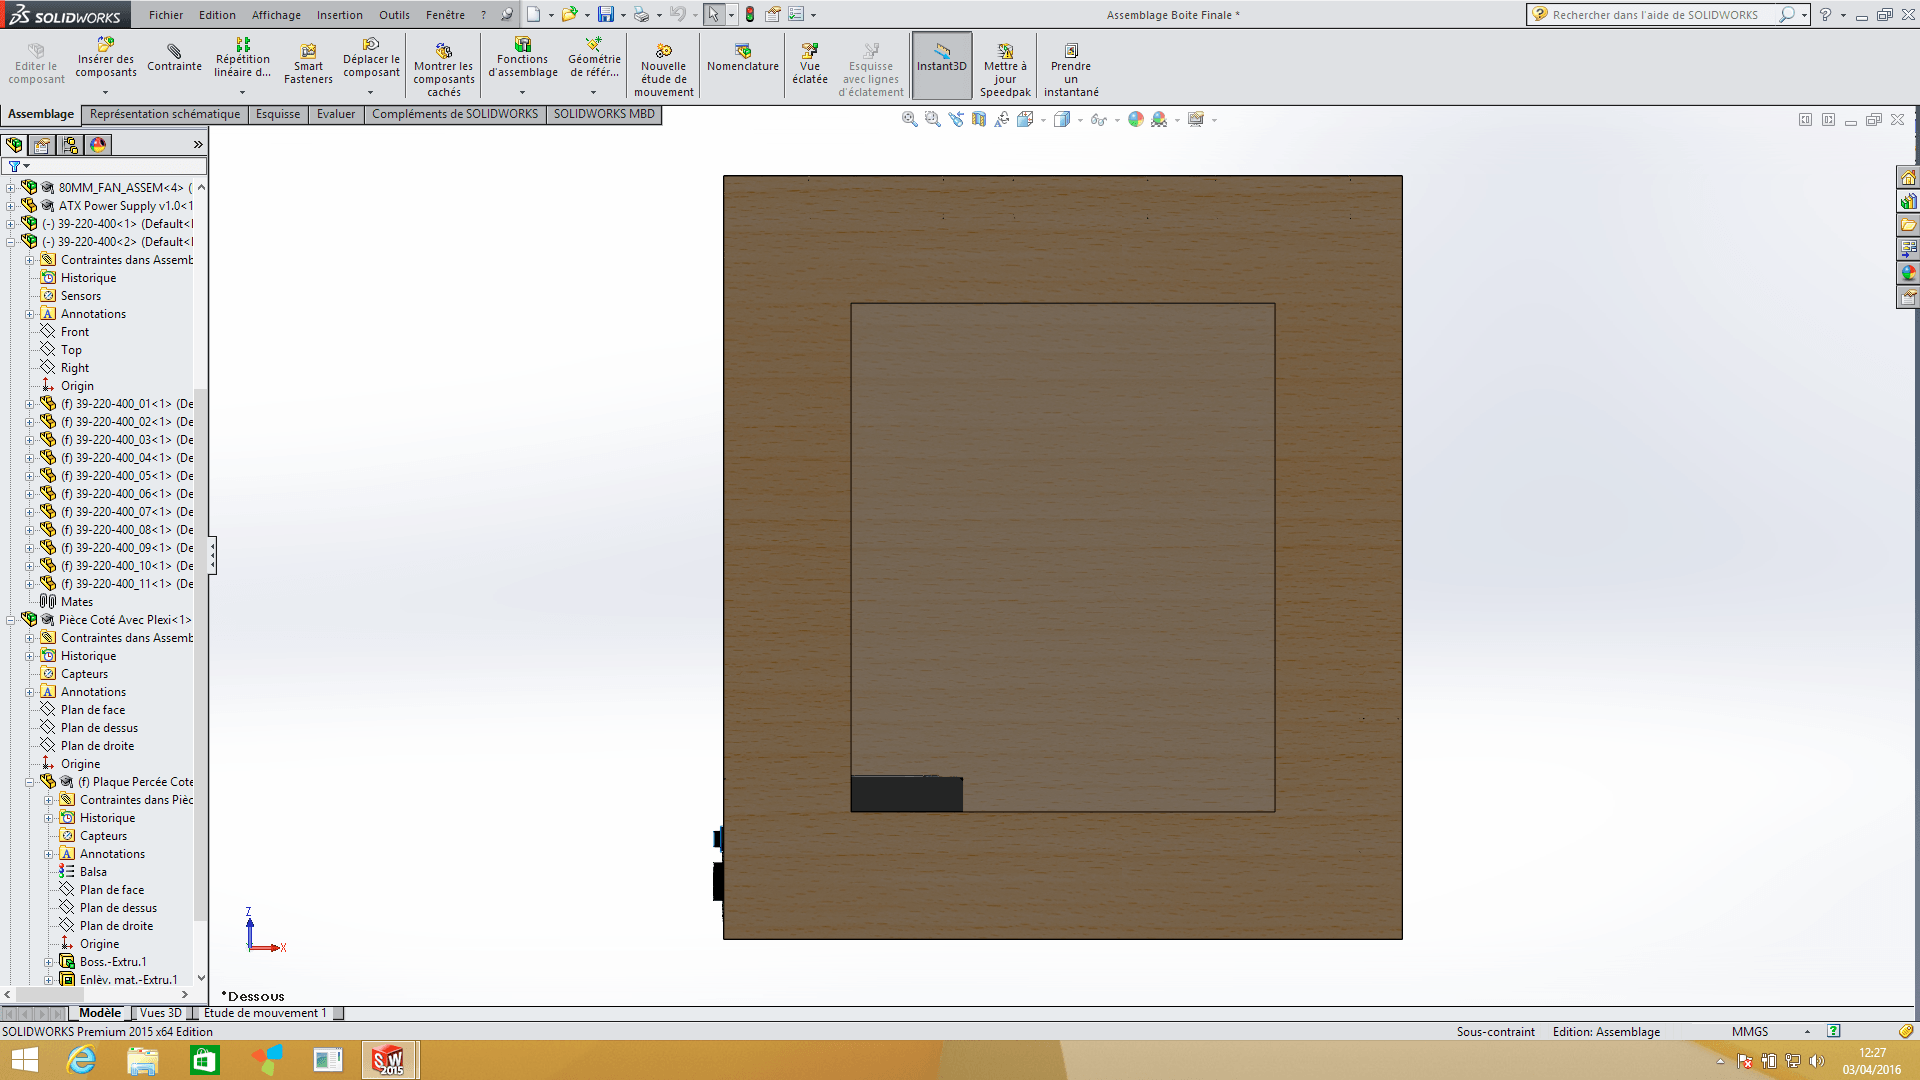 SOLIDWORKS
Fichier Edition Affichage Insertion Outils Fenêtre ?
Assemblage Boite Finale *
Rechercher dans l'aide de SOLIDWORKS
Editer le composant
Insérer des composants
Contrainte
Répétition linéaire d...
Smart Fasteners
Déplacer le composant
Montrer les composants cachés
Fonctions d'assemblage
Géométrie de référ...
Nouvelle étude de mouvement
Nomenclature
Vue éclatée
Esquisse avec lignes d'éclatement
Instant3D
Mettre à jour Speedpak
Prendre un instantané
Assemblage Représentation schématique Esquisse Evaluer Compléments de SOLIDWORKS SOLIDWORKS MBD
80MM_FAN_ASSEM<4> (
ATX Power Supply v1.0<1
(-) 39-220-400<1> (Default<
(-) 39-220-400<2> (Default<
Contraintes dans Assemb
Historique
Sensors
Annotations
Front
Top
Right
Origin
(f) 39-220-400_01<1> (De
(f) 39-220-400_02<1> (De
(f) 39-220-400_03<1> (De
(f) 39-220-400_04<1> (De
(f) 39-220-400_05<1> (De
(f) 39-220-400_06<1> (De
(f) 39-220-400_07<1> (De
(f) 39-220-400_08<1> (De
(f) 39-220-400_09<1> (De
(f) 39-220-400_10<1> (De
(f) 39-220-400_11<1> (De
Mates
Pièce Coté Avec Plexi<1>
Contraintes dans Assemb
Historique
Capteurs
Annotations
Plan de face
Plan de dessus
Plan de droite
Origine
(f) Plaque Percée Cote
Contraintes dans Pièc
Historique
Capteurs
Annotations
Balsa
Plan de face
Plan de dessus
Plan de droite
Origine
Boss.-Extru.1
Enlèv. mat.-Extru.1
Z
X
*Dessous
Modèle Vues 3D Etude de mouvement 1
SOLIDWORKS Premium 2015 x64 Edition
Sous-contraint Edition: Assemblage MMGS
SW 2015
12:27
03/04/2016